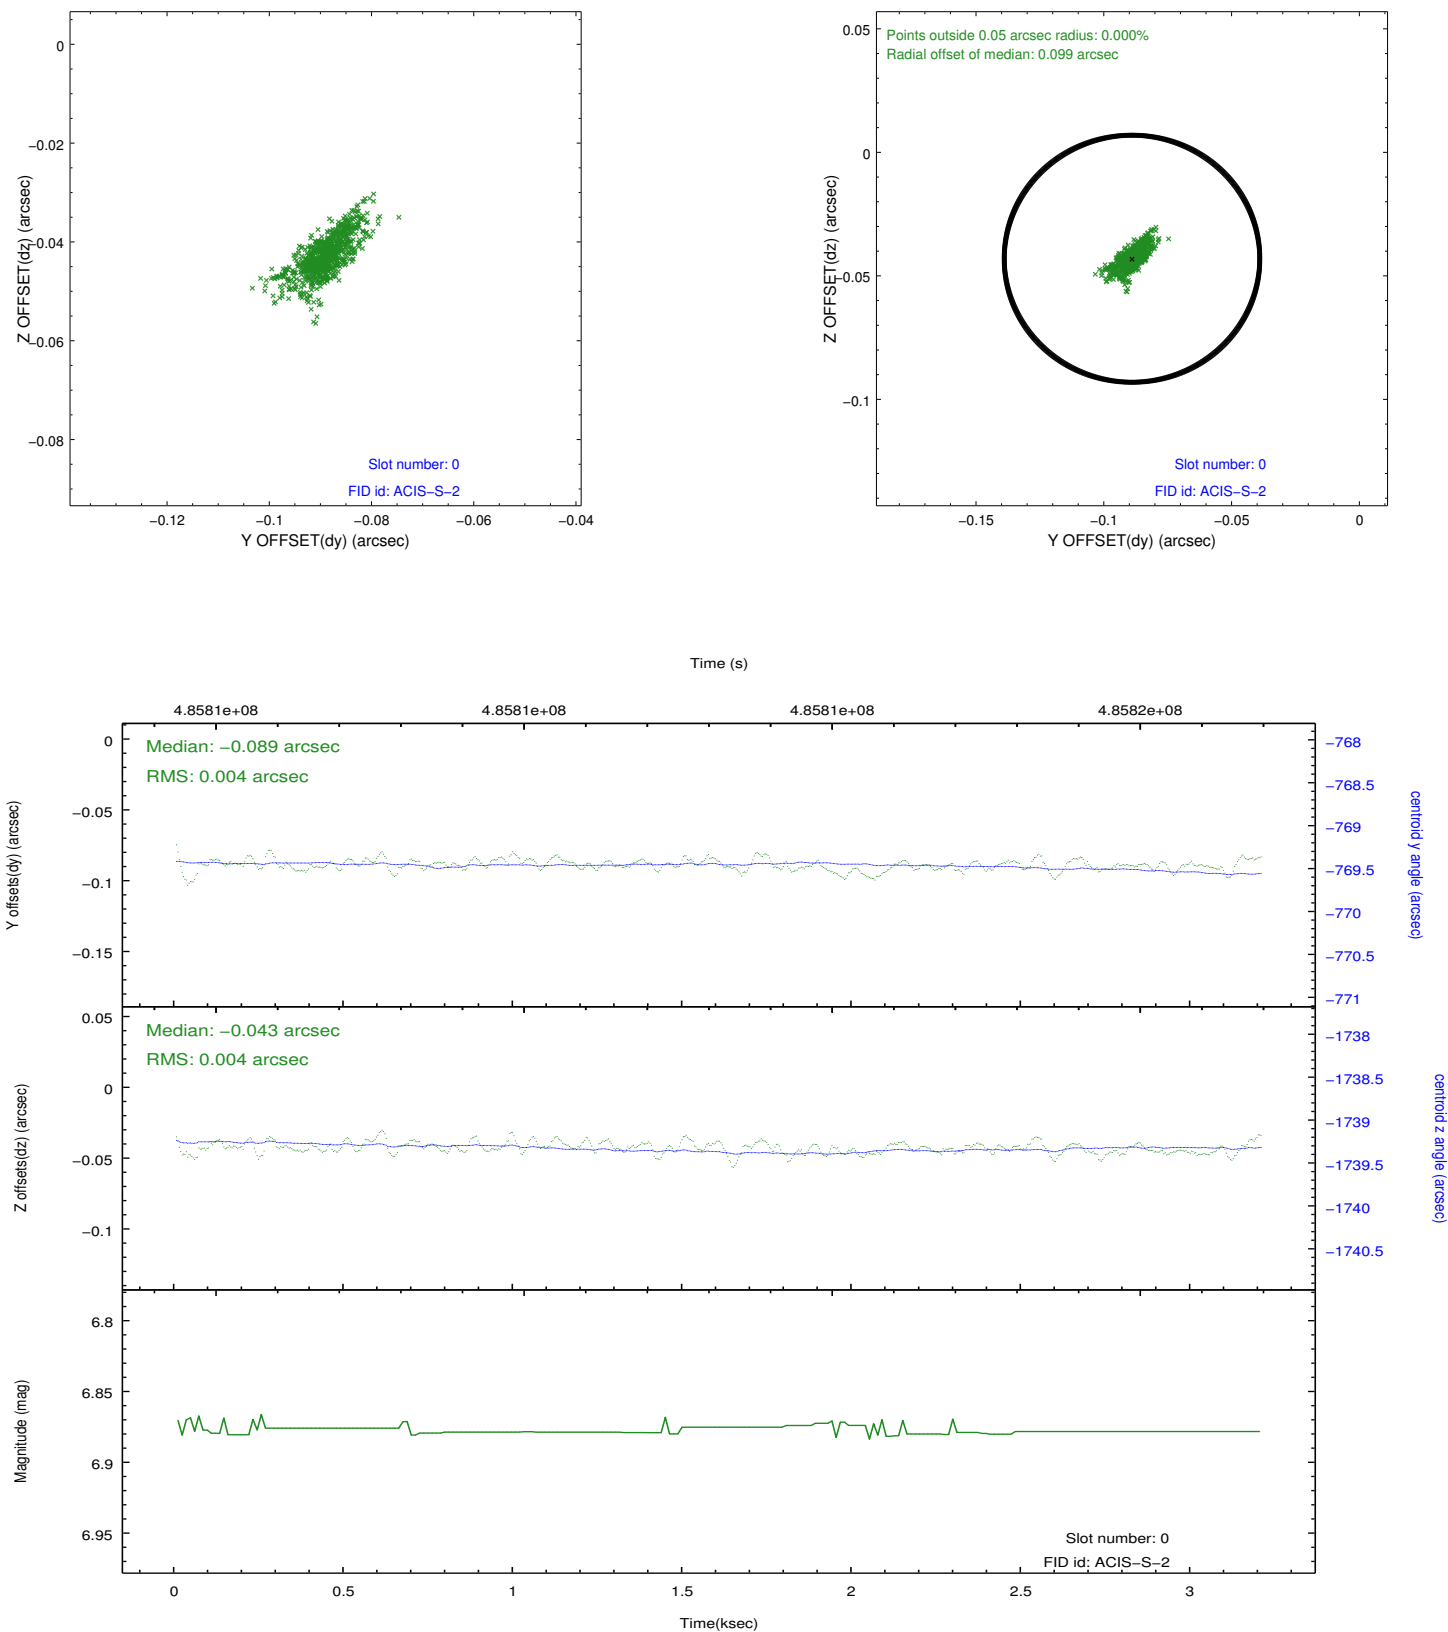 0
−0.02
−0.04
−0.06
−0.08
Z OFFSET(dz) (arcsec)
Slot number: 0
FID id: ACIS−S−2
−0.12
−0.1
−0.08
−0.06
−0.04
Y OFFSET(dy) (arcsec)
Points outside 0.05 arcsec radius: 0.000%
Radial offset of median: 0.099 arcsec
0.05
0
−0.05
−0.1
Z OFFSET(dz) (arcsec)
Slot number: 0
FID id: ACIS−S−2
−0.15
−0.1
−0.05
0
Y OFFSET(dy) (arcsec)
Time (s)
4.8581e+08
4.8581e+08
4.8581e+08
4.8582e+08
Median: −0.089 arcsec
RMS: 0.004 arcsec
0
−0.05
−0.1
−0.15
Y offsets(dy) (arcsec)
−768
−768.5
−769
−769.5
−770
−770.5
−771
centroid y angle (arcsec)
Median: −0.043 arcsec
RMS: 0.004 arcsec
0.05
0
−0.05
−0.1
Z offsets(dz) (arcsec)
−1738
−1738.5
−1739
−1739.5
−1740
−1740.5
centroid z angle (arcsec)
6.8
6.85
6.9
6.95
Magnitude (mag)
Slot number: 0
FID id: ACIS−S−2
0
0.5
1
1.5
2
2.5
3
Time(ksec)